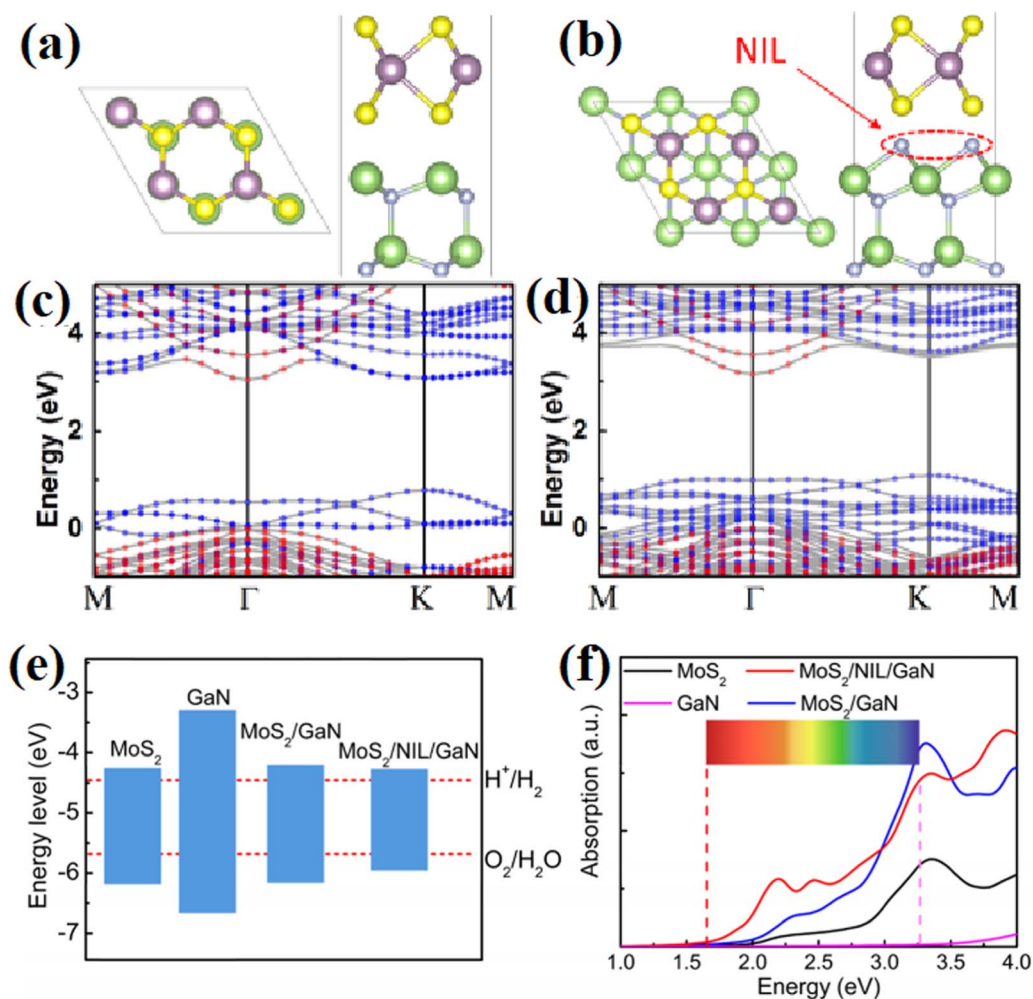 (a)
(b)
NIL
(c)
(d)
Energy (eV)
4
2
0
M Γ K M
Energy (eV)
4
2
0
M Γ K M
(e)
Energy level (eV)
-3
-4
-5
-6
-7
MoS2
GaN
MoS2/GaN
MoS2/NIL/GaN
H+/H2
O2/H2O
(f)
MoS2 MoS2/NIL/GaN
GaN MoS2/GaN
Absorption (a.u.)
1.0 1.5 2.0 2.5 3.0 3.5 4.0
Energy (eV)